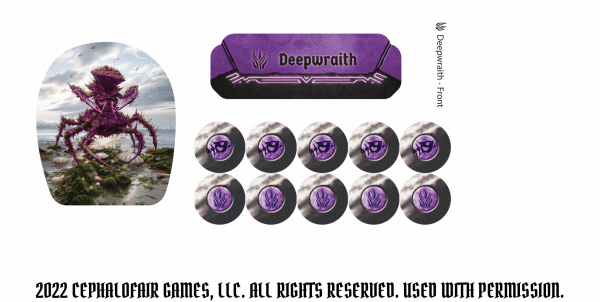 Deepwraith
Deepwraith - Front
2022 CEPHALOFAIR GAMES, LLC. ALL RIGHTS RESERVED. USED WITH PERMISSION.